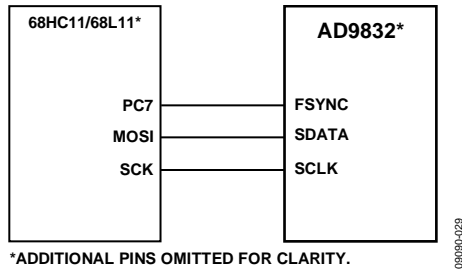 68HC11/68L11*
AD9832*
PC7
FSYNC
MOSI
SDATA
SCK
SCLK
*ADDITIONAL PINS OMITTED FOR CLARITY.
09090-029